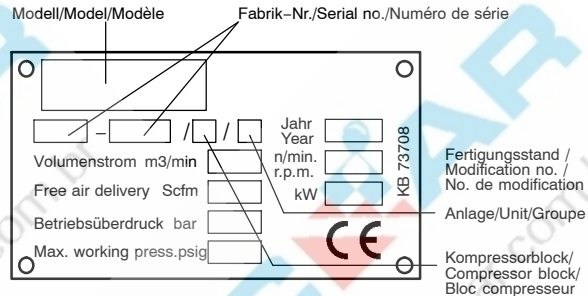 Modell/Model/Modèle
Fabrik-Nr./Serial no./Numéro de série
– / /
Jahr
Year
Volumenstrom m3/min
n/min.
r.p.m.
Free air delivery Scfm
kW
Betriebsüberdruck bar
Max. working press.psig
CE
KB 73708
Fertigungsstand /
Modification no. /
No. de modification
Anlage/Unit/Groupe
Kompressorblock/
Compressor block/
Bloc compresseur